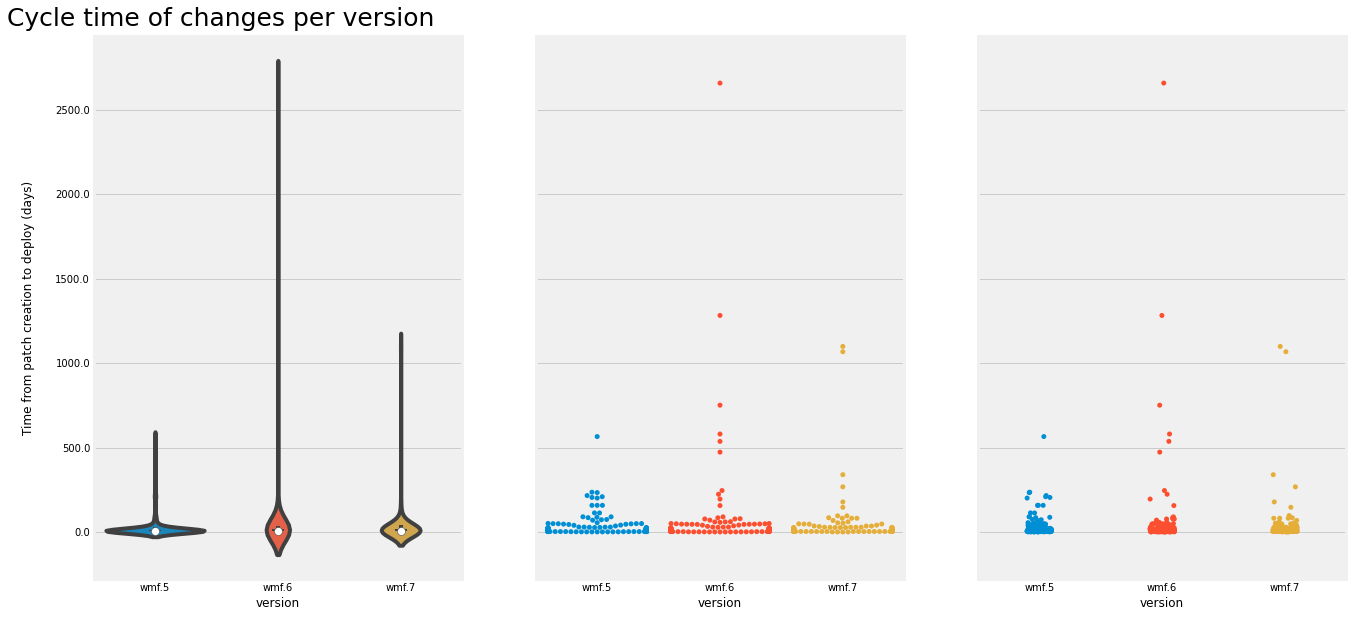 Cycle time of changes per version
Time from patch creation to deploy (days)
2500.0
2000.0
1500.0
1000.0
500.0
0.0
wmf.5 wmf.6 wmf.7
version
wmf.5 wmf.6 wmf.7
version
wmf.5 wmf.6 wmf.7
version